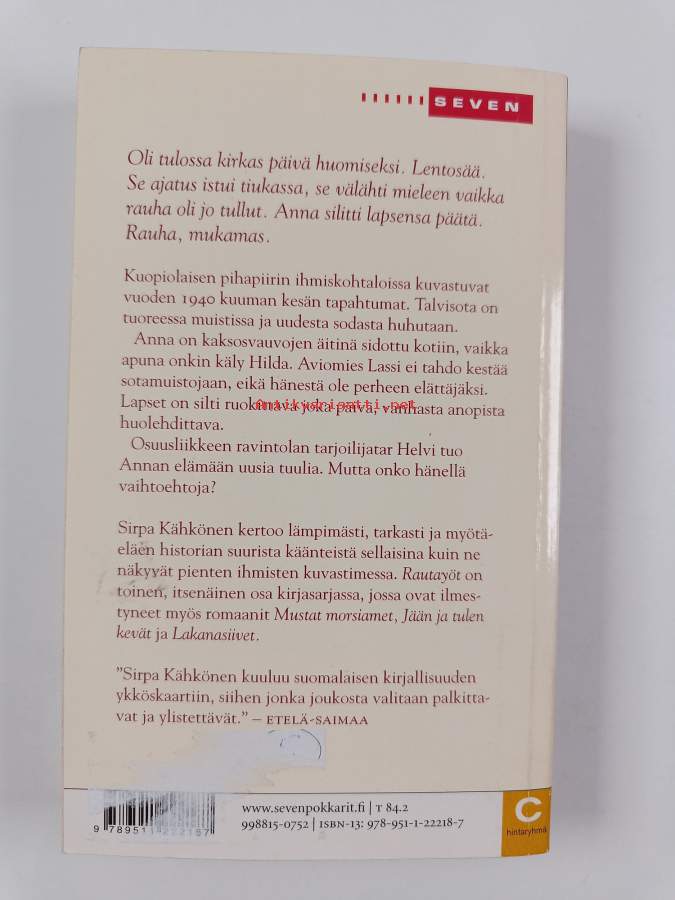 SEVEN
Oli tulossa kirkas päivä huomiseksi. Lentosää.
Se ajatus istui tiukassa, se välähti mieleen vaikka
rauha oli jo tullut. Anna silitti lapsensa päätä.
Rauha, mukamas.
Kuopiolaisen pihapiirin ihmiskohtaloissa kuvastuvat
vuoden 1940 kuuman kesän tapahtumat. Talvisota on
tuoreessa muistissa ja uudesta sodasta huhutaan.
Anna on kaksosvauvojen äitinä sidottu kotiin, vaikka
apuna onkin käly Hilda. Aviomies Lassi ei tahdo kestää
sotamuistojaan, eikä hänestä ole perheen elättäjäksi.
Lapset on silti ruokittava joka päivä, vanhasta anopista
huolehdittava.
Osuusliikkeen ravintolan tarjoilijatar Helvi tuo
Annan elämään uusia tuulia. Mutta onko hänellä
vaihtoehtoja?
Sirpa Kähkönen kertoo lämpimästi, tarkasti ja myötä-
eläen historian suurista käänteistä sellaisina kuin ne
näkyvät pienten ihmisten kuvastimessa. Rautayöt on
toinen, itsenäinen osa kirjasarjassa, jossa ovat ilmes-
tyneet myös romaanit Mustat morsiamet, Jään ja tulen
kevät ja Lakanasiivet.
”Sirpa Kähkönen kuuluu suomalaisen kirjallisuuden
ykköskaartiin, siihen jonka joukosta valitaan palkitta-
vat ja ylistettävät.” – ETELÄ-SAIMAA
www.sevenpokkarit.fi | T 84.2
998815-0752 | ISBN-13: 978-951-1-22218-7
9 789511 222187
C
hintaryhmä